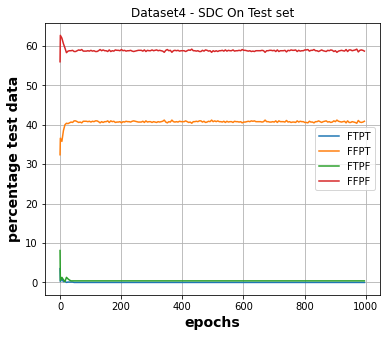 Dataset4 - SDC On Test set
percentage test data
60
50
40
30
20
10
0
FTPT
FFPT
FTPF
FFPF
0 200 400 600 800 1000
epochs